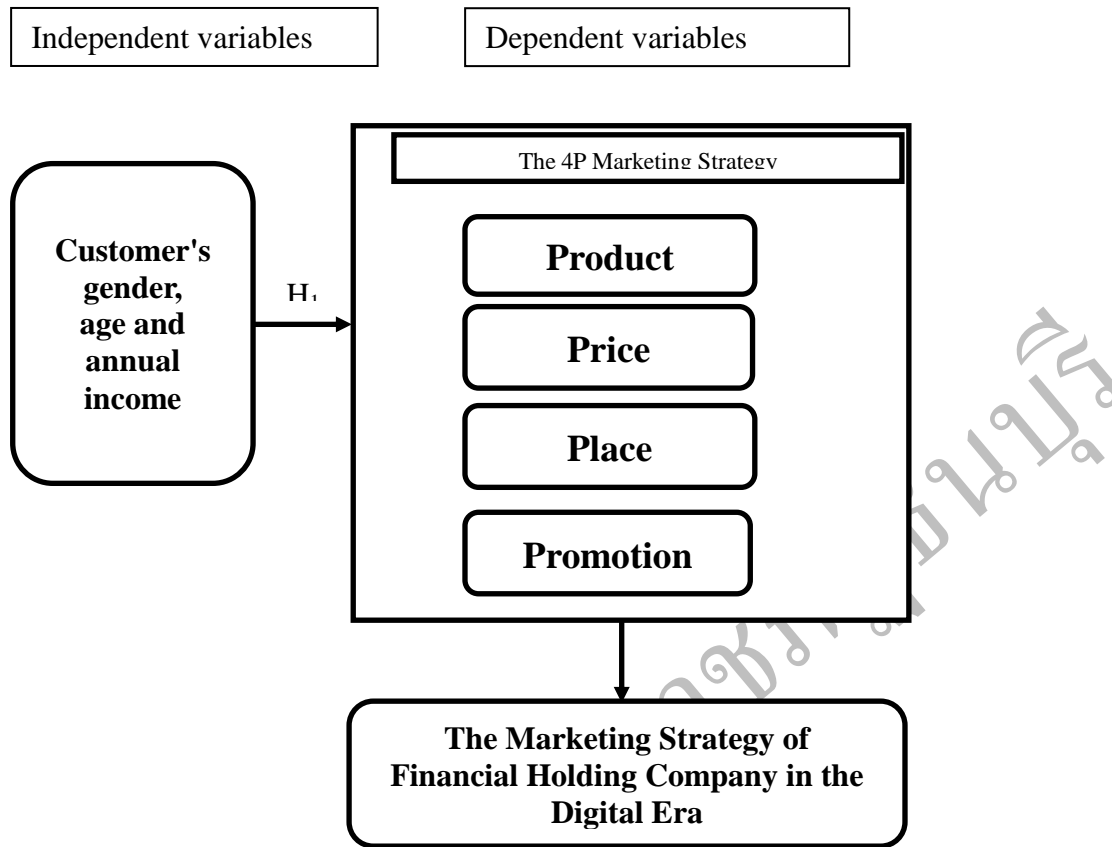 Independent variables
Dependent variables
The 4P Marketing Strategy
Customer's
gender,
age and
annual
income
H₁
Product
Price
Place
Promotion
The Marketing Strategy of
Financial Holding Company in the
Digital Era